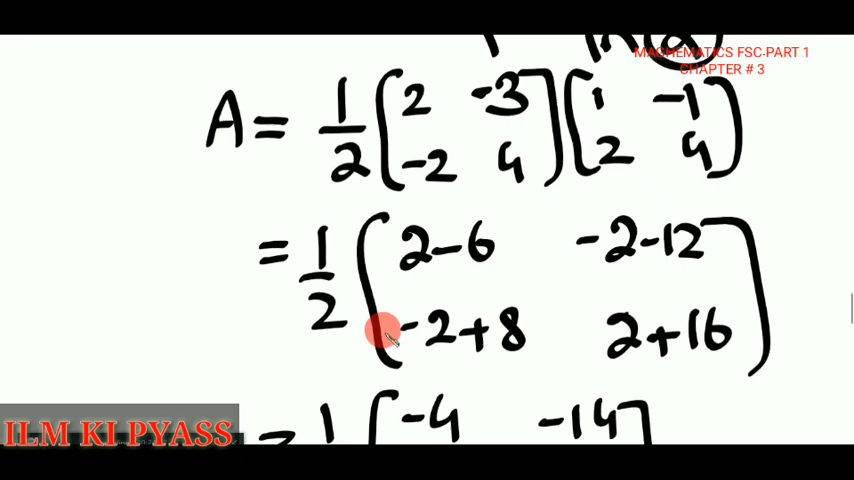 MATHEMATICS FSC-PART 1
CHAPTER # 3
A = 1/2 [2 -3] [1 -1]
[-2 4] [2 4]
= 1/2 [2-6 -2-12]
[-2+8 2+16]
= 1 [-4 -14]
ILM KI PYASS